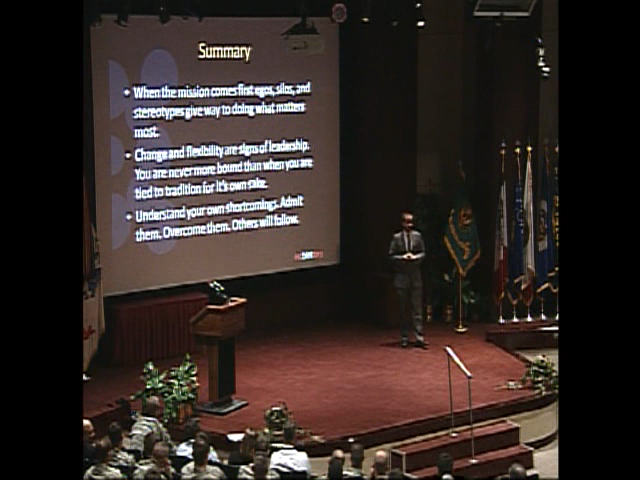 Summary
• When the mission comes first egos, silos, and
stereotypes give way to doing what matters
most.
• Change and flexibility are signs of leadership.
You are never more bound than when you are
tied to tradition for it's own sake.
• Understand your own shortcomings. Admit
them. Overcome them. Others will follow.